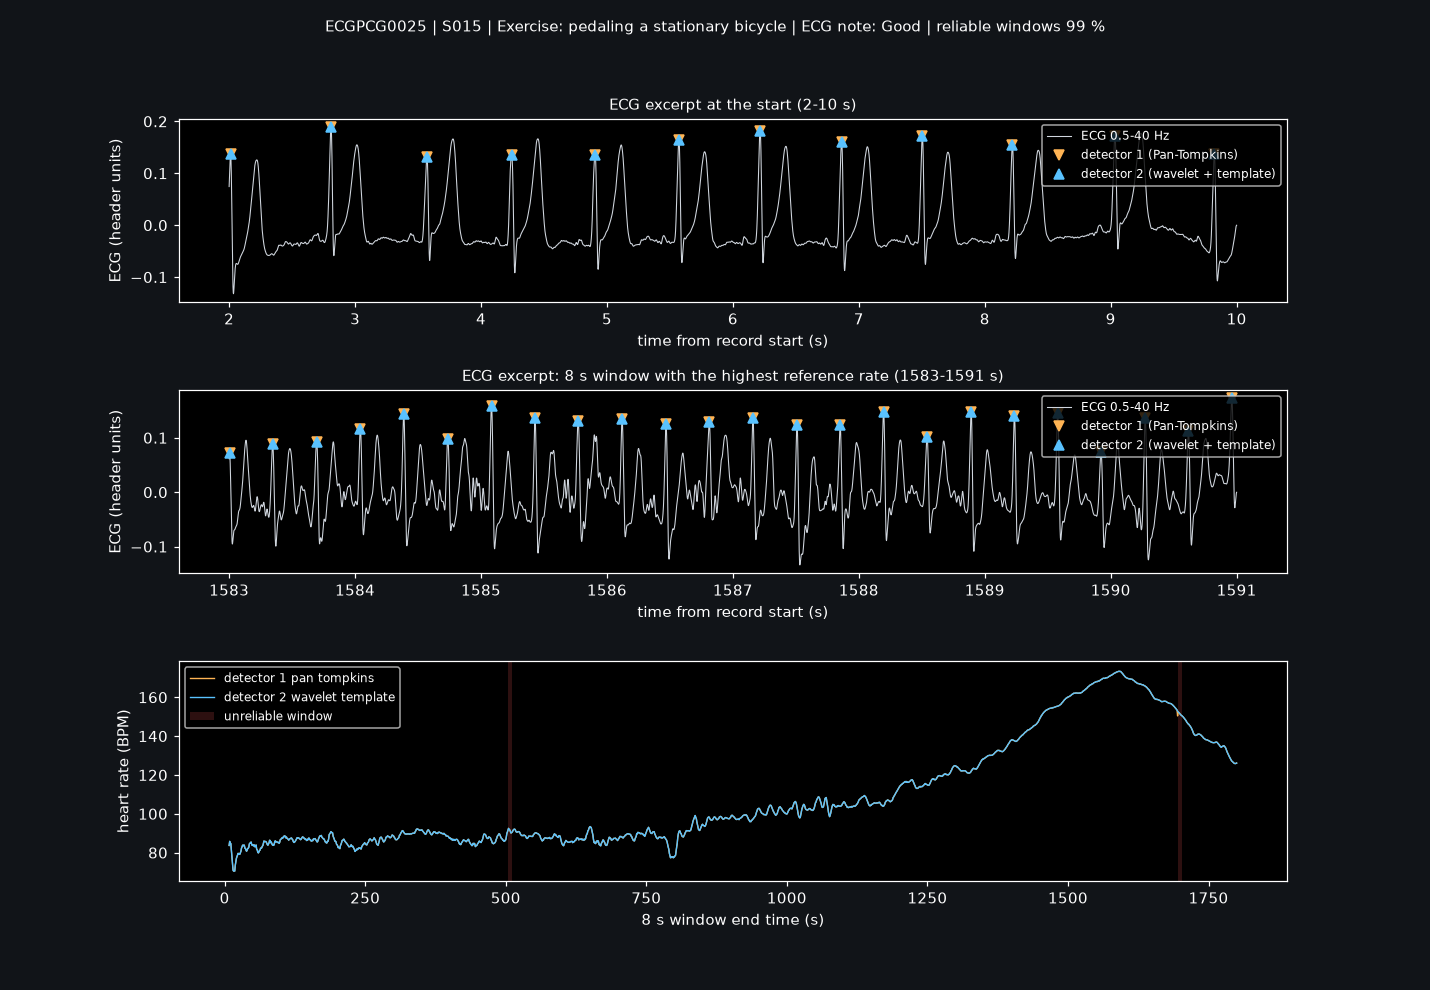 ECGPCG0025 | S015 | Exercise: pedaling a stationary bicycle | ECG note: Good | reliable windows 99 %
ECG excerpt at the start (2-10 s)
ECG (header units)
0.2
0.1
0.0
−0.1
ECG 0.5-40 Hz
detector 1 (Pan-Tompkins)
detector 2 (wavelet + template)
2 3 4 5 6 7 8 9 10
time from record start (s)
ECG excerpt: 8 s window with the highest reference rate (1583-1591 s)
ECG (header units)
0.1
0.0
−0.1
ECG 0.5-40 Hz
detector 1 (Pan-Tompkins)
detector 2 (wavelet + template)
1583 1584 1585 1586 1587 1588 1589 1590 1591
time from record start (s)
heart rate (BPM)
160
140
120
100
80
detector 1 pan tompkins
detector 2 wavelet template
unreliable window
0 250 500 750 1000 1250 1500 1750
8 s window end time (s)